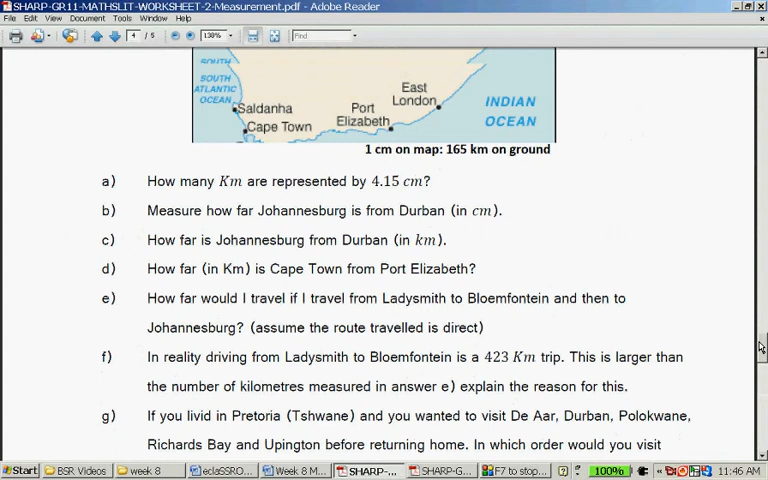 SHARP-GR11-MATHSLIT-WORKSHEET-2-Measurement.pdf - Adobe Reader
File Edit View Document Tools Window Help
4 / 5 138% Find
SOUTH
SOUTH
ATLANTIC
OCEAN
Saldanha
Cape Town
Port
Elizabeth
East
London
INDIAN
OCEAN
1 cm on map: 165 km on ground
a) How many Km are represented by 4.15 cm?
b) Measure how far Johannesburg is from Durban (in cm).
c) How far is Johannesburg from Durban (in km).
d) How far (in Km) is Cape Town from Port Elizabeth?
e) How far would I travel if I travel from Ladysmith to Bloemfontein and then to
Johannesburg? (assume the route travelled is direct)
f) In reality driving from Ladysmith to Bloemfontein is a 423 Km trip. This is larger than
the number of kilometres measured in answer e) explain the reason for this.
g) If you livid in Pretoria (Tshwane) and you wanted to visit De Aar, Durban, Polokwane,
Richards Bay and Upington before returning home. In which order would you visit
Start BSR Videos week 8 eclaSSRO... Week 8 M... SHARP-... SHARP-G... F7 to stop... 100% 11:46 AM